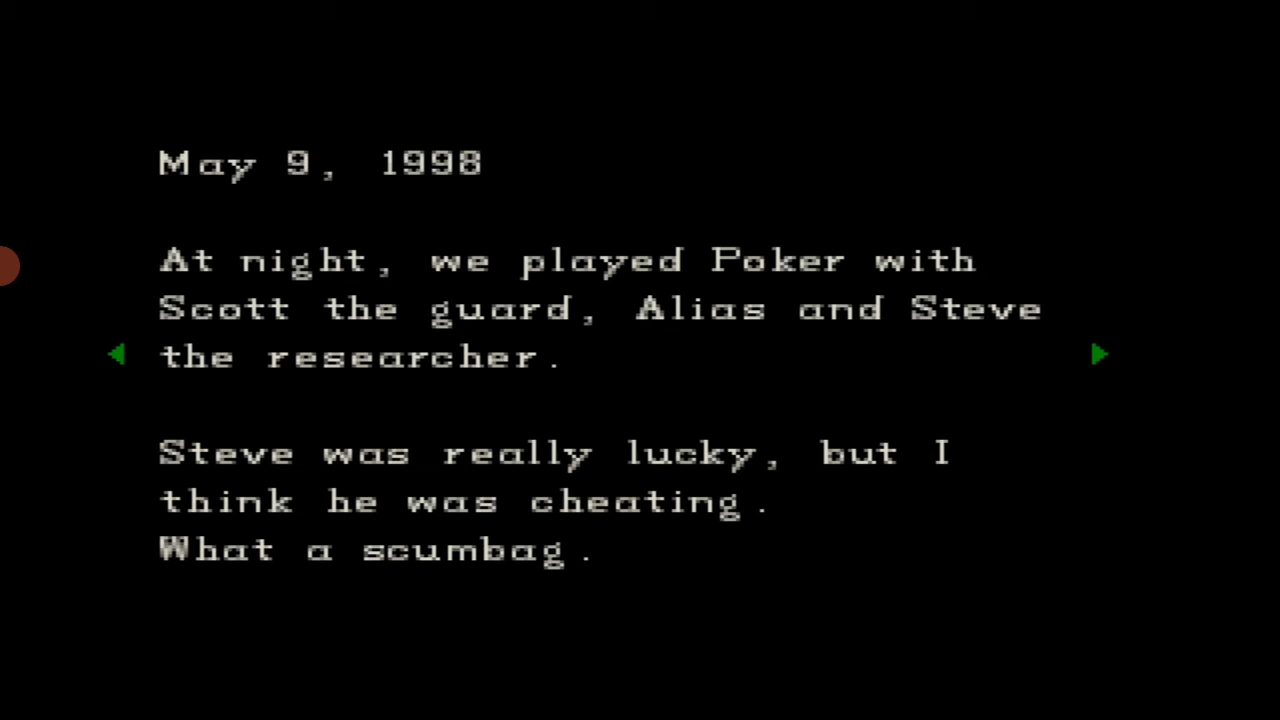 May 9, 1998
At night, we played Poker with
Scott the guard, Alias and Steve
the researcher.
Steve was really lucky, but I
think he was cheating.
What a scumbag.